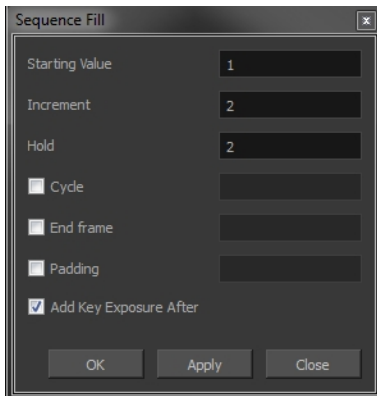 Sequence Fill
Starting Value 1
Increment 2
Hold 2
Cycle
End frame
Padding
Add Key Exposure After
OK Apply Close